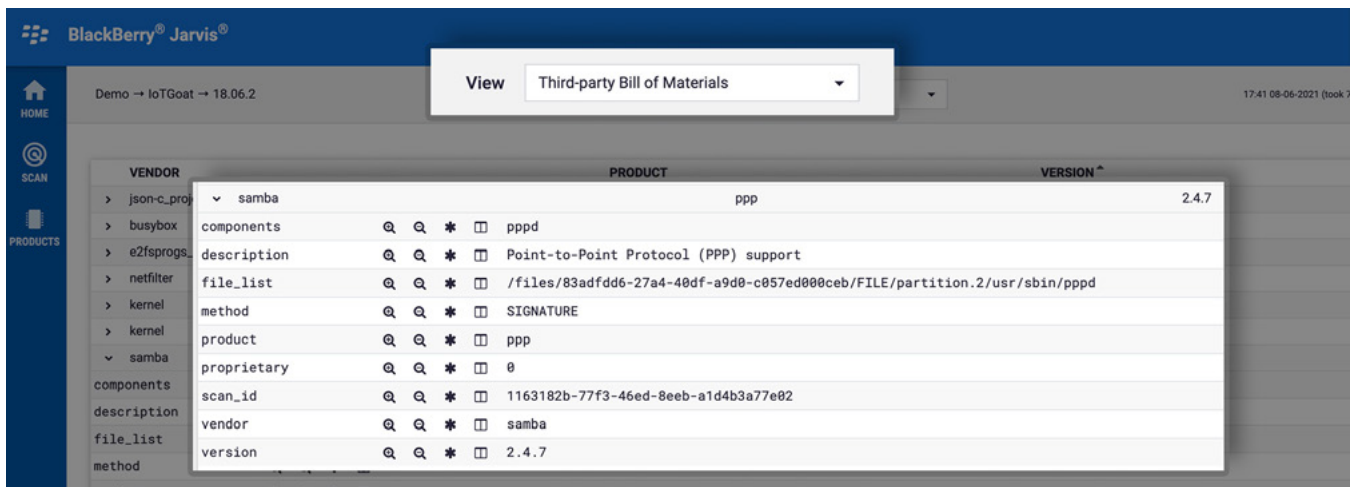 BlackBerry® Jarvis®
View Third-party Bill of Materials
HOME
Demo → IoTGoat → 18.06.2
17:41 08-06-2021 (took 7
SCAN
VENDOR PRODUCT VERSION
json-c_proj
samba ppp 2.4.7
busybox
components pppd
PRODUCTS
e2fsprogs_
description Point-to-Point Protocol (PPP) support
netfilter
file_list /files/83adfdd6-27a4-40df-a9d0-c057ed000ceb/FILE/partition.2/usr/sbin/pppd
kernel
method SIGNATURE
kernel
product ppp
samba
proprietary 0
components
scan_id 1163182b-77f3-46ed-8eeb-a1d4b3a77e02
description
vendor samba
file_list
version 2.4.7
method